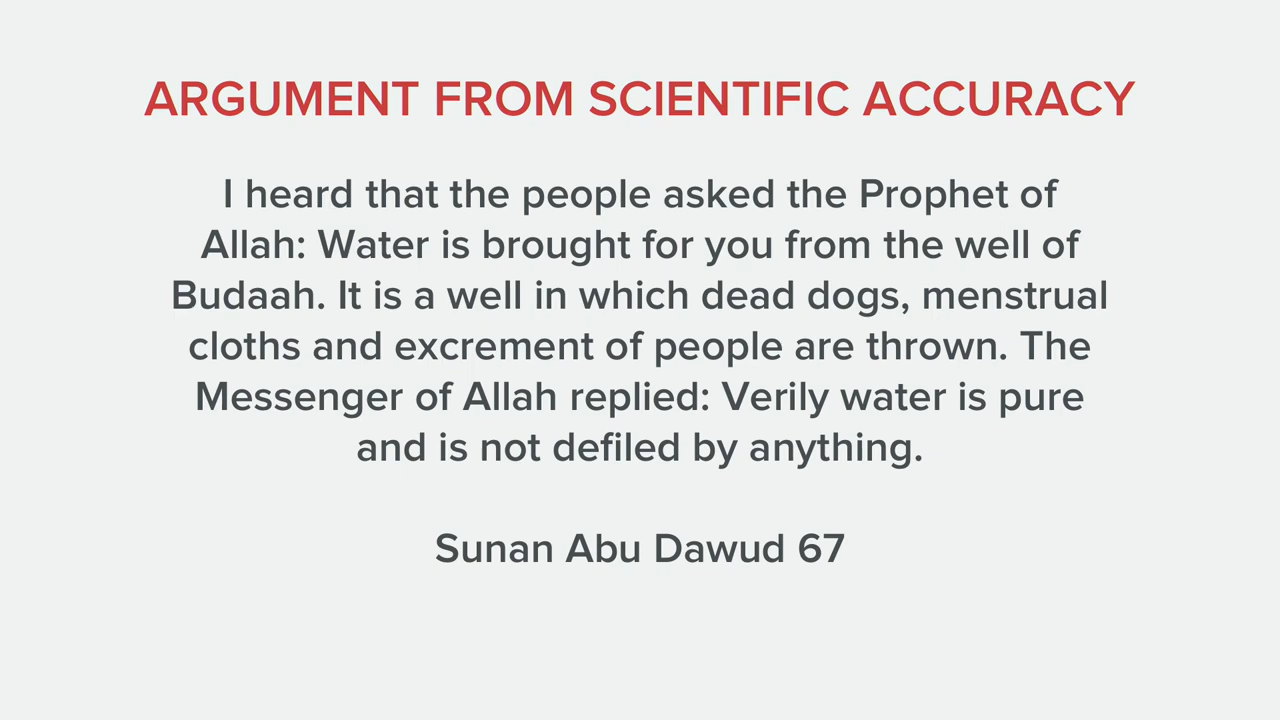 ARGUMENT FROM SCIENTIFIC ACCURACY
I heard that the people asked the Prophet of
Allah: Water is brought for you from the well of
Budaah. It is a well in which dead dogs, menstrual
cloths and excrement of people are thrown. The
Messenger of Allah replied: Verily water is pure
and is not defiled by anything.
Sunan Abu Dawud 67